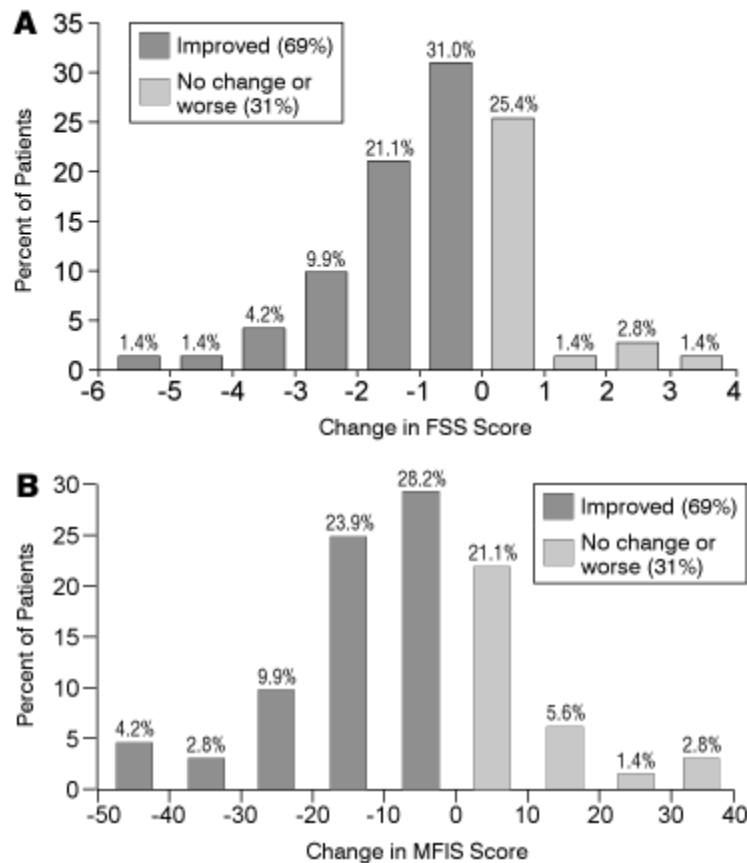 A
35
30
25
20
15
10
5
0
Percent of Patients
Improved (69%)
No change or
worse (31%)
1.4%
1.4%
4.2%
9.9%
21.1%
31.0%
25.4%
1.4%
2.8%
1.4%
-6 -5 -4 -3 -2 -1 0 1 2 3 4
Change in FSS Score
B
30
25
20
15
10
5
0
Percent of Patients
Improved (69%)
No change or
worse (31%)
4.2%
2.8%
9.9%
23.9%
28.2%
21.1%
5.6%
1.4%
2.8%
-50 -40 -30 -20 -10 0 10 20 30 40
Change in MFIS Score